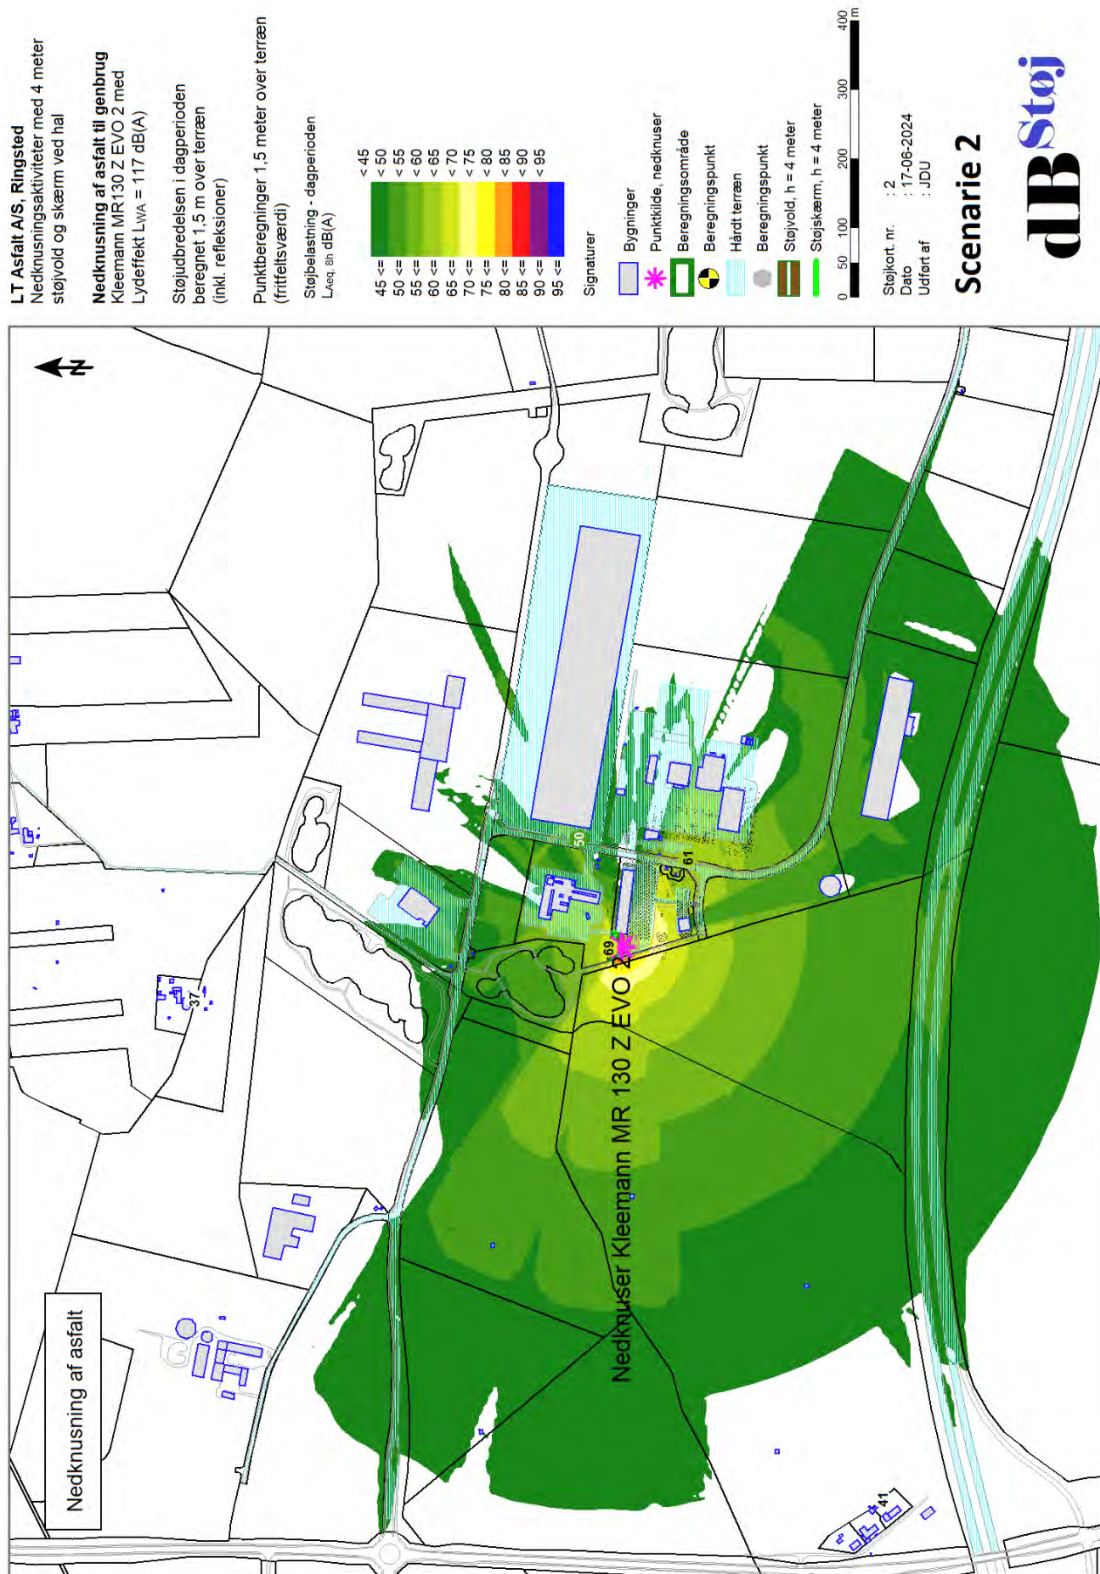 LT Asfalt A/S, Ringsted
Nedknusningsaktiviteter med 4 meter
støjvold og skærm ved hal
Nedknusning af asfalt til genbrug
Kleemann MR130 Z EVO 2 med
Lydeffekt LWA = 117 dB(A)
Støjudbredelsen i dagperioden
beregnet 1,5 m over terræn
(inkl. refleksioner)
Punktberegninger 1,5 meter over terræn
(fritfeltsværdi)
Støjbelastning - dagperioden
LAeq, 8h dB(A)
< 45
45 <= < 50
50 <= < 55
55 <= < 60
60 <= < 65
65 <= < 70
70 <= < 75
75 <= < 80
80 <= < 85
85 <= < 90
90 <= < 95
95 <=
Signaturer
Bygninger
Punktkilde, nedknuser
Beregningsområde
Beregningspunkt
Hårdt terræn
Beregningspunkt
Støjvold, h = 4 meter
Støjskærm, h = 4 meter
0 50 100 200 300 400
m
Støjkort. nr. : 2
Dato : 17-06-2024
Udført af : JDU
Scenarie 2
dB Støj
N
Nedknusning af asfalt
37
50
69
61
Nedknuser Kleemann MR 130 Z EVO 2
41